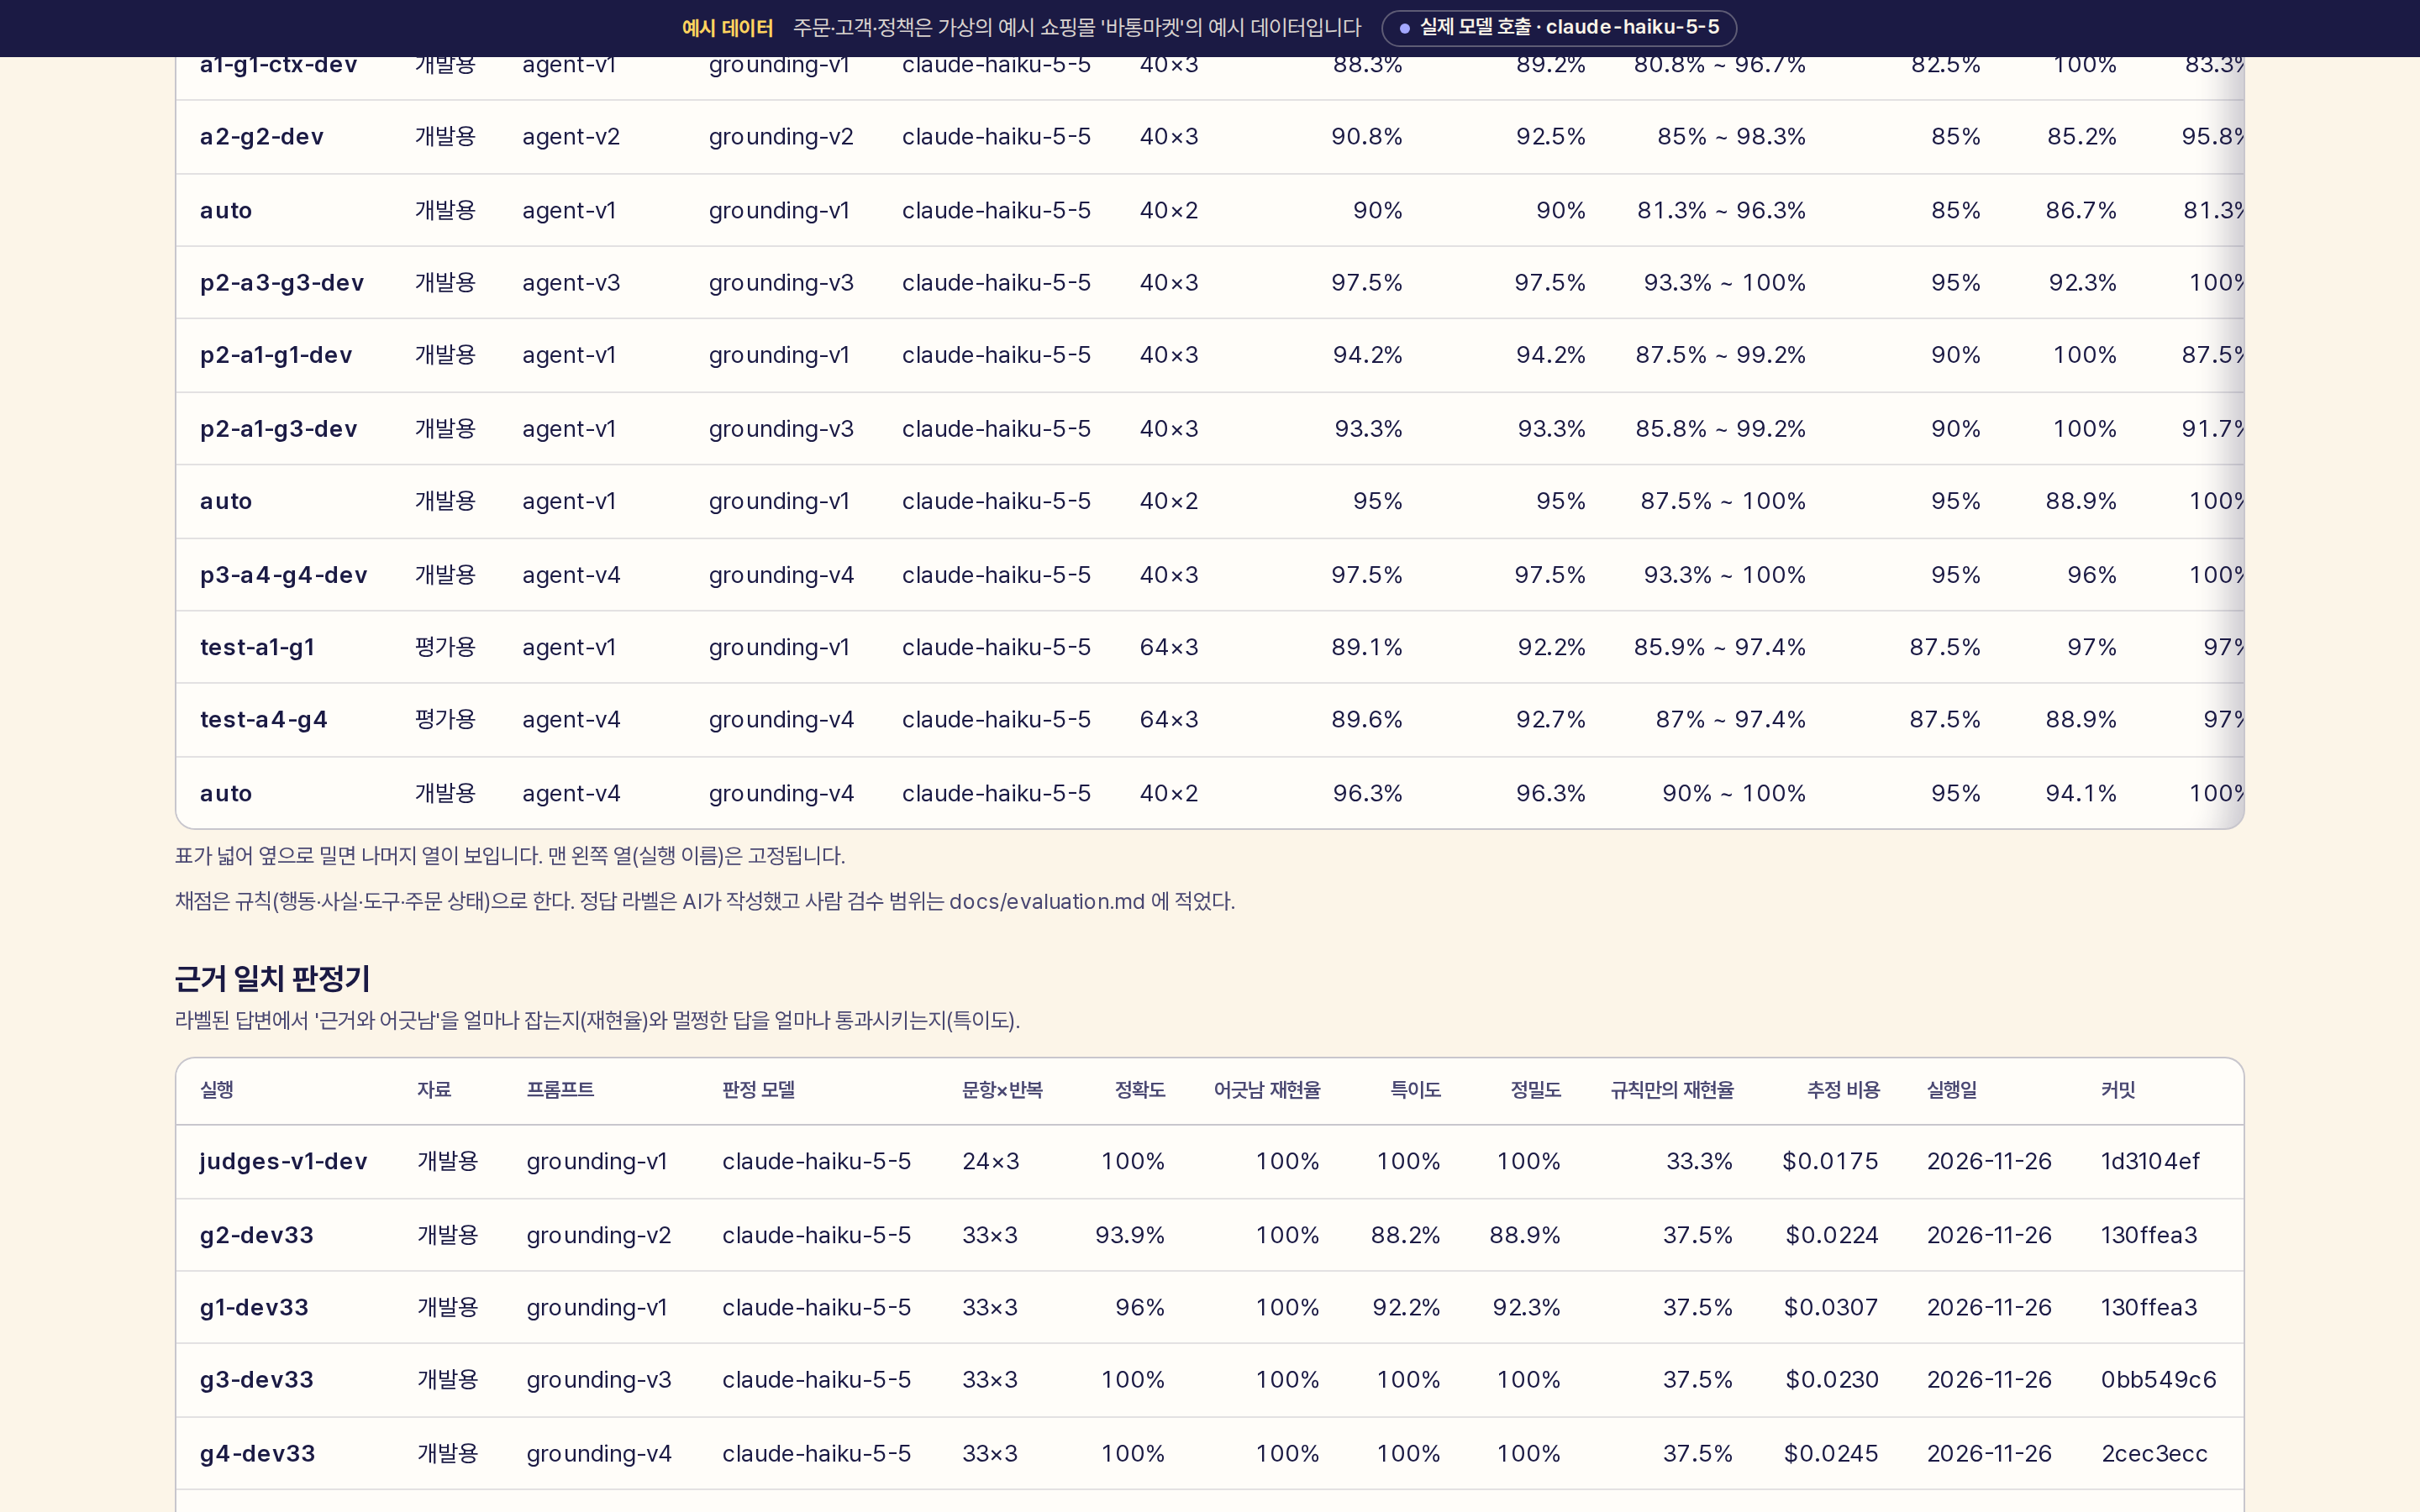 예시 데이터 주문·고객·정책은 가상의 예시 쇼핑몰 '바통마켓'의 예시 데이터입니다 실제 모델 호출 · claude-haiku-5-5
a1-g1-ctx-dev 개발용 agent-v1 grounding-v1 claude-haiku-5-5 40×3 88.3% 89.2% 80.8% ~ 96.7% 82.5% 100% 83.3%
a2-g2-dev 개발용 agent-v2 grounding-v2 claude-haiku-5-5 40×3 90.8% 92.5% 85% ~ 98.3% 85% 85.2% 95.8%
auto 개발용 agent-v1 grounding-v1 claude-haiku-5-5 40×2 90% 90% 81.3% ~ 96.3% 85% 86.7% 81.3%
p2-a3-g3-dev 개발용 agent-v3 grounding-v3 claude-haiku-5-5 40×3 97.5% 97.5% 93.3% ~ 100% 95% 92.3% 100%
p2-a1-g1-dev 개발용 agent-v1 grounding-v1 claude-haiku-5-5 40×3 94.2% 94.2% 87.5% ~ 99.2% 90% 100% 87.5%
p2-a1-g3-dev 개발용 agent-v1 grounding-v3 claude-haiku-5-5 40×3 93.3% 93.3% 85.8% ~ 99.2% 90% 100% 91.7%
auto 개발용 agent-v1 grounding-v1 claude-haiku-5-5 40×2 95% 95% 87.5% ~ 100% 95% 88.9% 100%
p3-a4-g4-dev 개발용 agent-v4 grounding-v4 claude-haiku-5-5 40×3 97.5% 97.5% 93.3% ~ 100% 95% 96% 100%
test-a1-g1 평가용 agent-v1 grounding-v1 claude-haiku-5-5 64×3 89.1% 92.2% 85.9% ~ 97.4% 87.5% 97% 97%
test-a4-g4 평가용 agent-v4 grounding-v4 claude-haiku-5-5 64×3 89.6% 92.7% 87% ~ 97.4% 87.5% 88.9% 97%
auto 개발용 agent-v4 grounding-v4 claude-haiku-5-5 40×2 96.3% 96.3% 90% ~ 100% 95% 94.1% 100%
표가 넓어 옆으로 밀면 나머지 열이 보입니다. 맨 왼쪽 열(실행 이름)은 고정됩니다.
채점은 규칙(행동·사실·도구·주문 상태)으로 한다. 정답 라벨은 AI가 작성했고 사람 검수 범위는 docs/evaluation.md 에 적었다.
근거 일치 판정기
라벨된 답변에서 '근거와 어긋남'을 얼마나 잡는지(재현율)와 멀쩡한 답을 얼마나 통과시키는지(특이도).
실행 자료 프롬프트 판정 모델 문항×반복 정확도 어긋남 재현율 특이도 정밀도 규칙만의 재현율 추정 비용 실행일 커밋
judges-v1-dev 개발용 grounding-v1 claude-haiku-5-5 24×3 100% 100% 100% 100% 33.3% $0.0175 2026-11-26 1d3104ef
g2-dev33 개발용 grounding-v2 claude-haiku-5-5 33×3 93.9% 100% 88.2% 88.9% 37.5% $0.0224 2026-11-26 130ffea3
g1-dev33 개발용 grounding-v1 claude-haiku-5-5 33×3 96% 100% 92.2% 92.3% 37.5% $0.0307 2026-11-26 130ffea3
g3-dev33 개발용 grounding-v3 claude-haiku-5-5 33×3 100% 100% 100% 100% 37.5% $0.0230 2026-11-26 0bb549c6
g4-dev33 개발용 grounding-v4 claude-haiku-5-5 33×3 100% 100% 100% 100% 37.5% $0.0245 2026-11-26 2cec3ecc